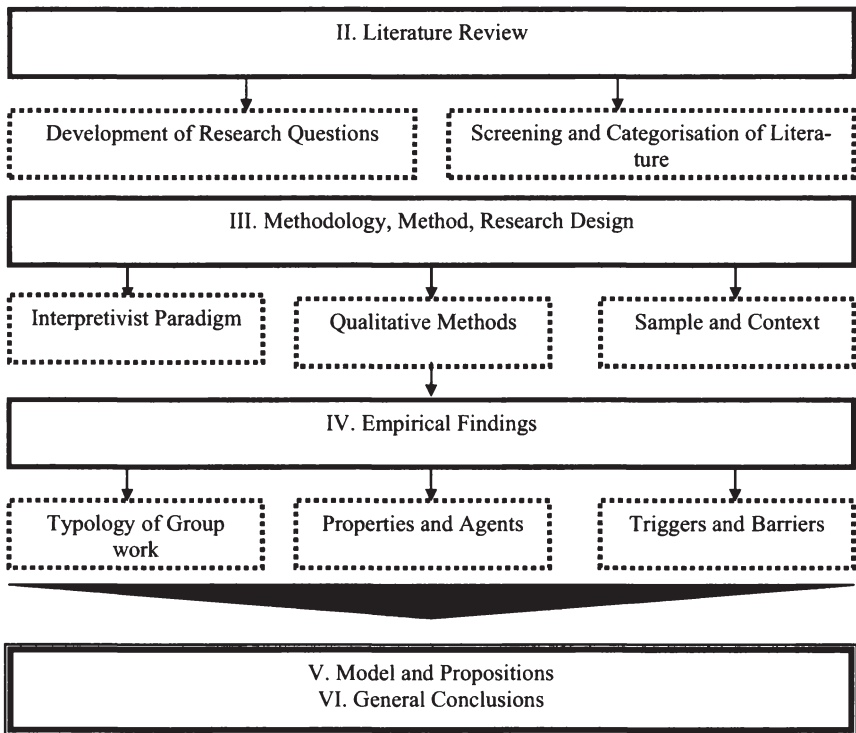 II. Literature Review
Development of Research Questions
Screening and Categorisation of Litera-
ture
III. Methodology, Method, Research Design
Interpretivist Paradigm
Qualitative Methods
Sample and Context
IV. Empirical Findings
Typology of Group
work
Properties and Agents
Triggers and Barriers
V. Model and Propositions
VI. General Conclusions